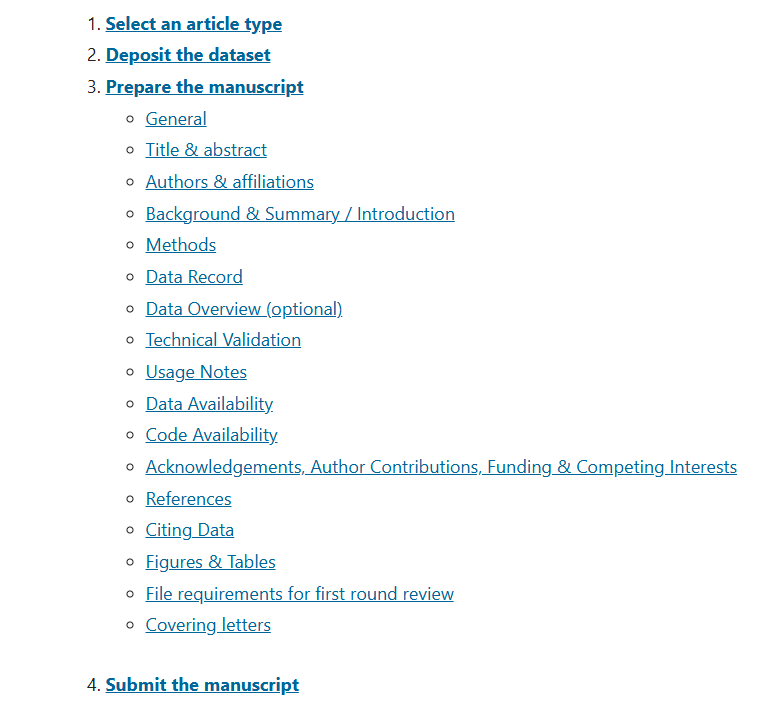 1. Select an article type
2. Deposit the dataset
3. Prepare the manuscript
General
Title & abstract
Authors & affiliations
Background & Summary / Introduction
Methods
Data Record
Data Overview (optional)
Technical Validation
Usage Notes
Data Availability
Code Availability
Acknowledgements, Author Contributions, Funding & Competing Interests
References
Citing Data
Figures & Tables
File requirements for first round review
Covering letters
4. Submit the manuscript